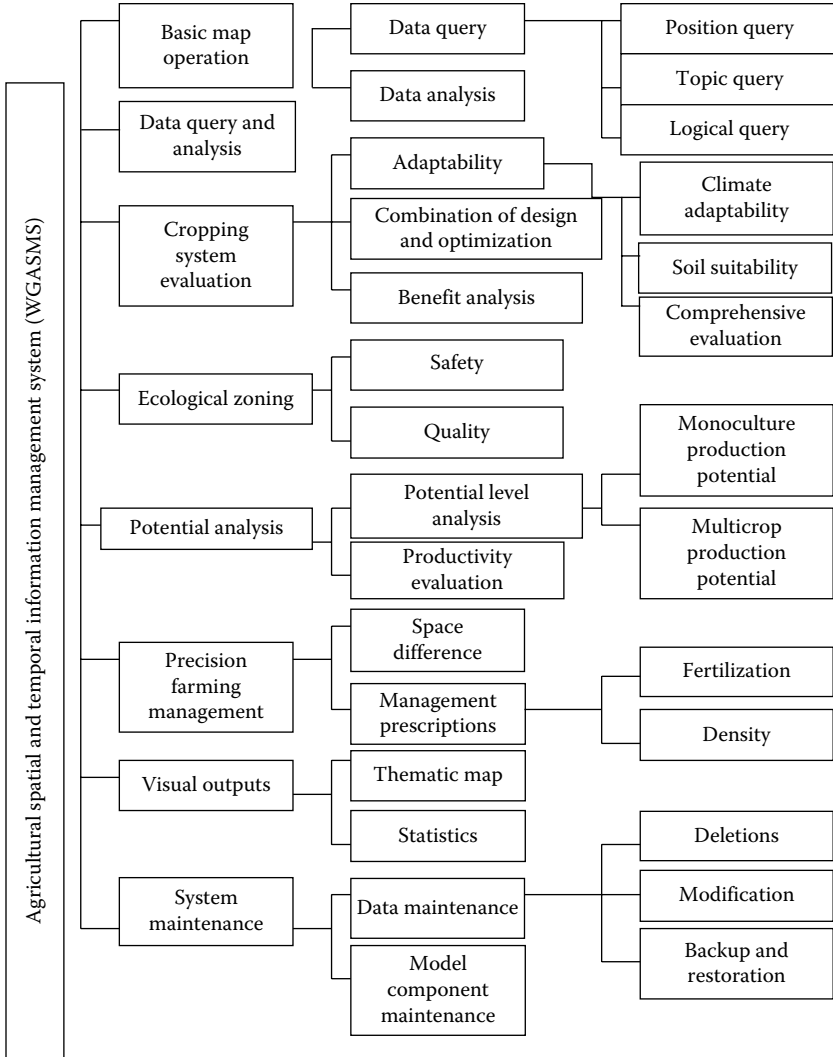 Agricultural spatial and temporal information management system (WGASMS)
Basic map
operation
Data query and
analysis
Cropping
system
evaluation
Ecological zoning
Potential analysis
Precision
farming
management
Visual outputs
System
maintenance
Data query
Data analysis
Adaptability
Combination of design
and optimization
Benefit analysis
Safety
Quality
Potential level
analysis
Productivity
evaluation
Space
difference
Management
prescriptions
Thematic map
Statistics
Data maintenance
Model
component
maintenance
Position query
Topic query
Logical query
Climate
adaptability
Soil suitability
Comprehensive
evaluation
Monoculture
production
potential
Multicrop
production
potential
Fertilization
Density
Deletions
Modification
Backup and
restoration